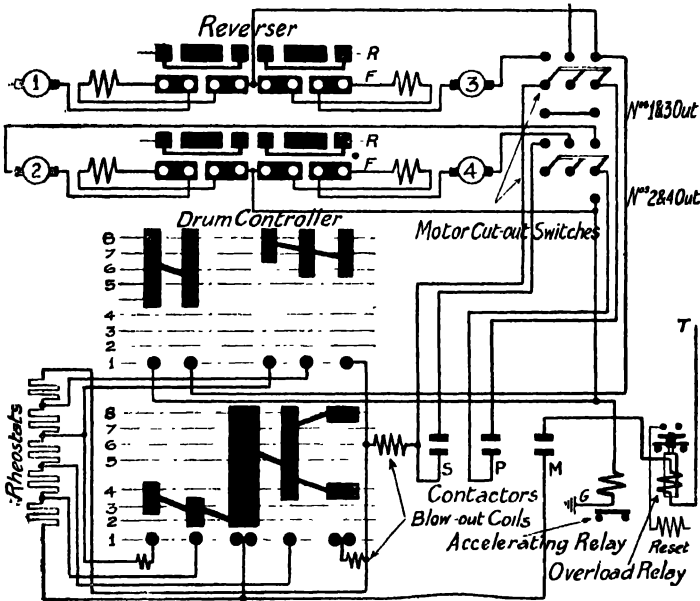 Reverser
R
F
1
3
Nos 1&3 Out
R
F
2
4
Nos 2&4 Out
Drum Controller
Motor Cut-out Switches
8
7
6
5
4
3
2
1
T
8
7
6
5
4
3
2
1
Rheostats
S
P
M
G
Contactors
Blow-out Coils
Accelerating Relay
Reset
Overload Relay